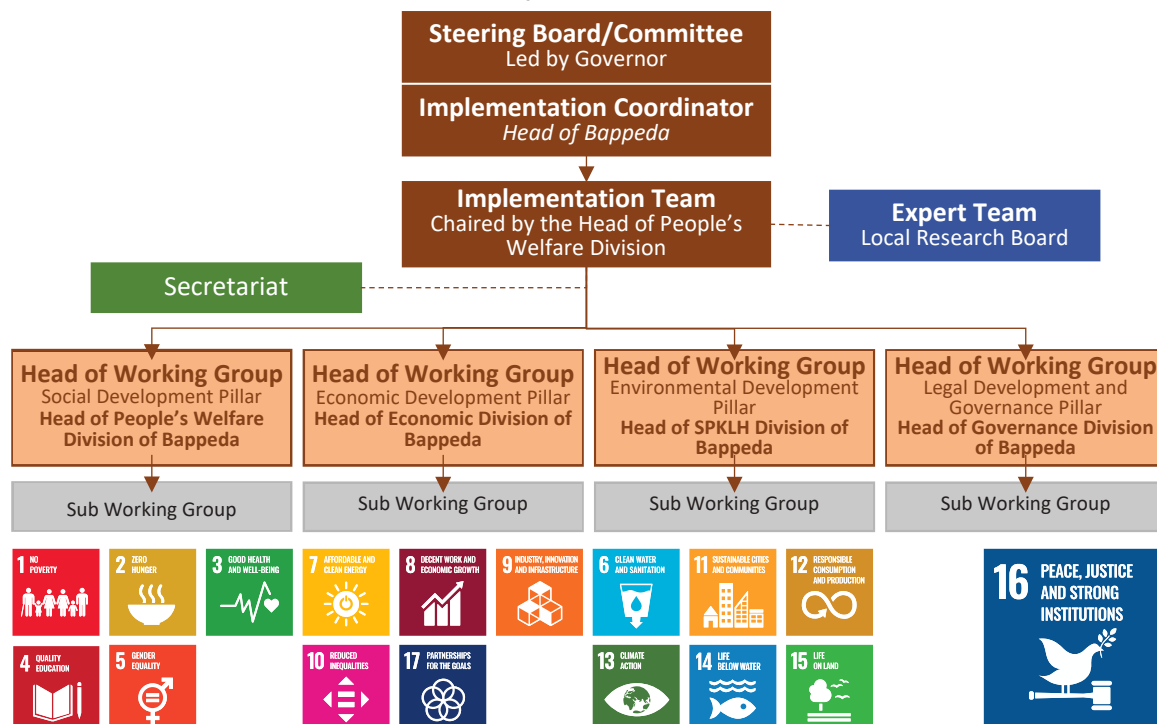 Steering Board/Committee
Led by Governor
Implementation Coordinator
Head of Bappeda
Implementation Team
Chaired by the Head of People's
Welfare Division
Expert Team
Local Research Board
Secretariat
Head of Working Group
Social Development Pillar
Head of People's Welfare
Division of Bappeda
Head of Working Group
Economic Development Pillar
Head of Economic Division of
Bappeda
Head of Working Group
Environmental Development
Pillar
Head of SPKLH Division of
Bappeda
Head of Working Group
Legal Development and
Governance Pillar
Head of Governance Division
of Bappeda
Sub Working Group
Sub Working Group
Sub Working Group
Sub Working Group
1 NO
POVERTY
2 ZERO
HUNGER
3 GOOD HEALTH
AND WELL-BEING
4 QUALITY
EDUCATION
5 GENDER
EQUALITY
7 AFFORDABLE AND
CLEAN ENERGY
8 DECENT WORK AND
ECONOMIC GROWTH
9 INDUSTRY, INNOVATION
AND INFRASTRUCTURE
10 REDUCED
INEQUALITIES
17 PARTNERSHIPS
FOR THE GOALS
6 CLEAN WATER
AND SANITATION
11 SUSTAINABLE CITIES
AND COMMUNITIES
12 RESPONSIBLE
CONSUMPTION
AND PRODUCTION
13 CLIMATE
ACTION
14 LIFE
BELOW WATER
15 LIFE
ON LAND
16 PEACE, JUSTICE
AND STRONG
INSTITUTIONS